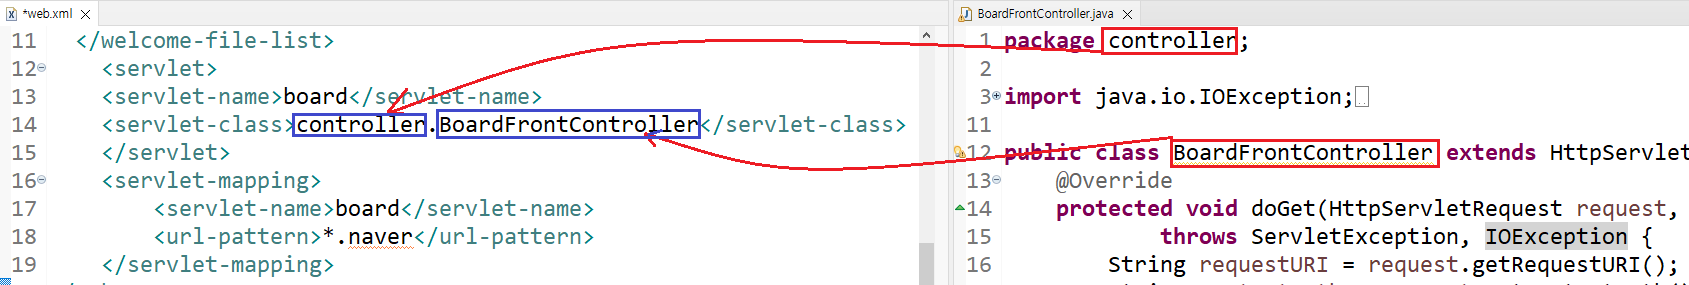 *web.xml
11 </welcome-file-list>
12 <servlet>
13 <servlet-name>board</servlet-name>
14 <servlet-class>controller.BoardFrontController</servlet-class>
15 </servlet>
16 <servlet-mapping>
17 <servlet-name>board</servlet-name>
18 <url-pattern>*.naver</url-pattern>
19 </servlet-mapping>
BoardFrontController.java
1 package controller;
2
3 import java.io.IOException;
11
12 public class BoardFrontController extends HttpServlet
13 @Override
14 protected void doGet(HttpServletRequest request,
15 throws ServletException, IOException {
16 String requestURI = request.getRequestURI();